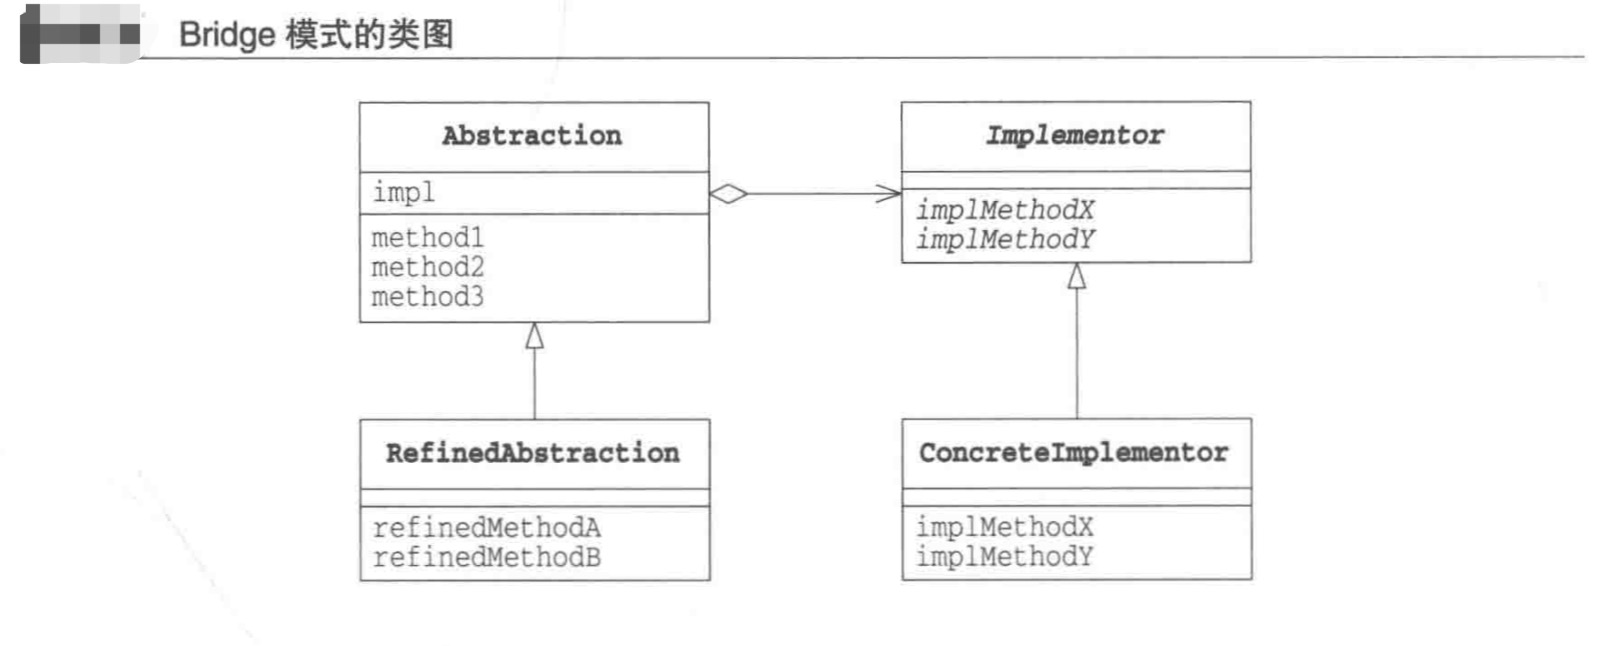 Bridge 模式的类图
Abstraction
impl
method1
method2
method3
Implementor
implMethodX
implMethodY
RefinedAbstraction
refinedMethodA
refinedMethodB
ConcreteImplementor
implMethodX
implMethodY